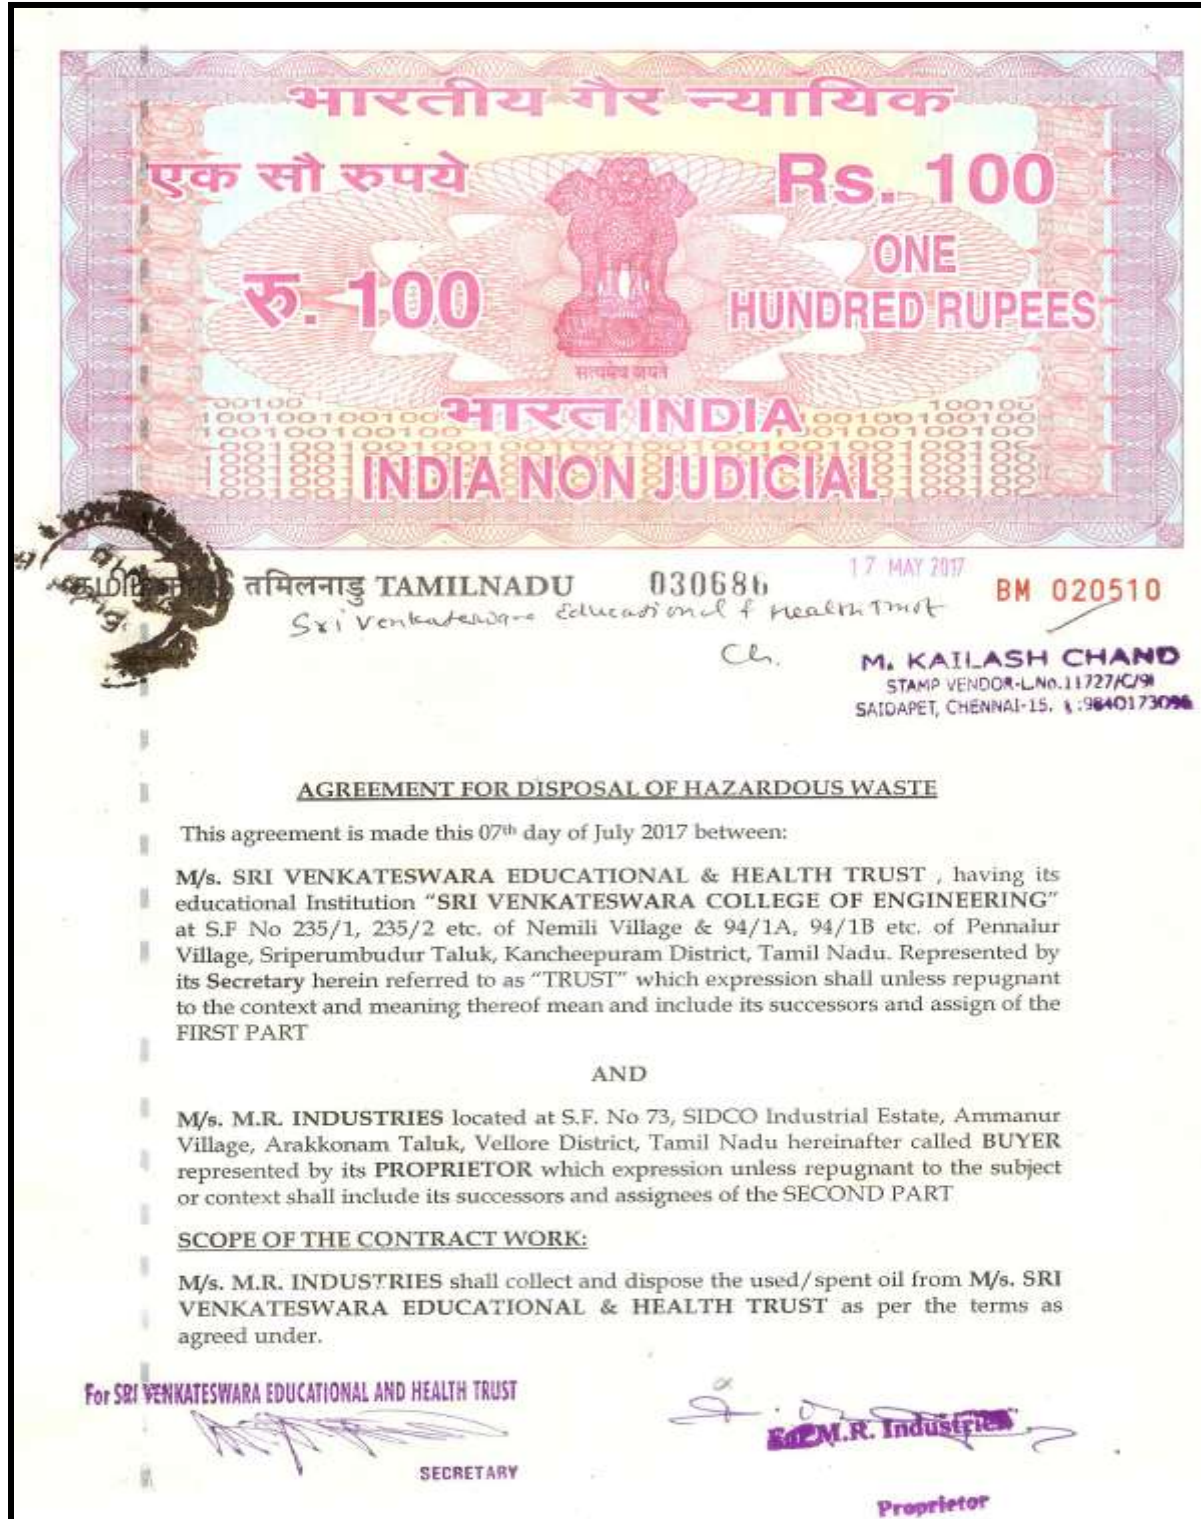 भारतीय गैर न्यायिक
एक सौ रुपये
Rs. 100
रु. 100
ONE
HUNDRED RUPEES
सत्यमेव जयते
भारत INDIA
INDIA NON JUDICIAL
तमिलनाडु TAMILNADU 030686 17 MAY 2017 BM 020510
Sri Venkateswara Educational & Health Trust
Ch.
M. KAILASH CHAND
STAMP VENDOR-L.No.11727/C/91
SAIDAPET, CHENNAI-15.
AGREEMENT FOR DISPOSAL OF HAZARDOUS WASTE
This agreement is made this 07th day of July 2017 between:
M/s. SRI VENKATESWARA EDUCATIONAL & HEALTH TRUST , having its
educational Institution "SRI VENKATESWARA COLLEGE OF ENGINEERING"
at S.F No 235/1, 235/2 etc. of Nemili Village & 94/1A, 94/1B etc. of Pennalur
Village, Sriperumbudur Taluk, Kancheepuram District, Tamil Nadu. Represented by
its Secretary herein referred to as "TRUST" which expression shall unless repugnant
to the context and meaning thereof mean and include its successors and assign of the
FIRST PART
AND
M/s. M.R. INDUSTRIES located at S.F. No 73, SIDCO Industrial Estate, Ammanur
Village, Arakkonam Taluk, Vellore District, Tamil Nadu hereinafter called BUYER
represented by its PROPRIETOR which expression unless repugnant to the subject
or context shall include its successors and assignees of the SECOND PART
SCOPE OF THE CONTRACT WORK:
M/s. M.R. INDUSTRIES shall collect and dispose the used/spent oil from M/s. SRI
VENKATESWARA EDUCATIONAL & HEALTH TRUST as per the terms as
agreed under.
For SRI VENKATESWARA EDUCATIONAL AND HEALTH TRUST
For M.R. Industries
SECRETARY
Proprietor